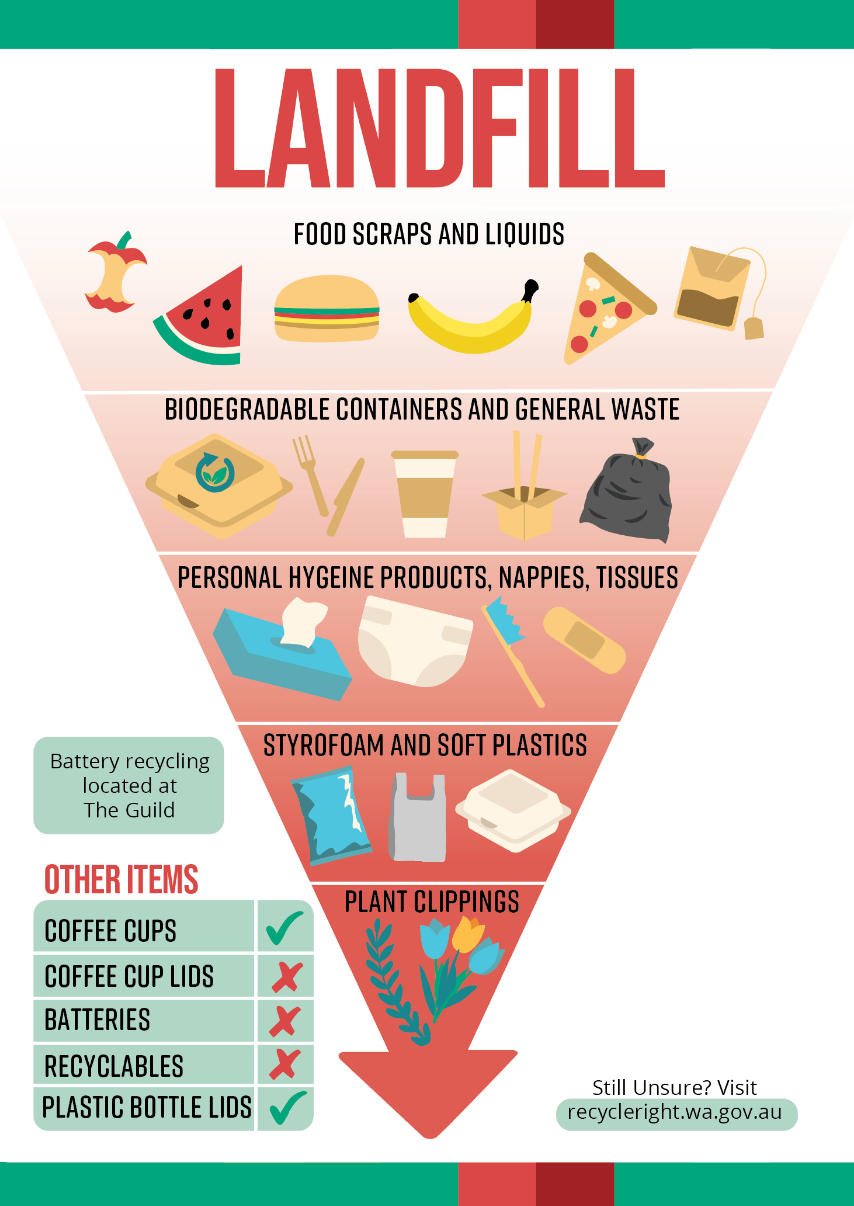 LANDFILL
FOOD SCRAPS AND LIQUIDS
BIODEGRADABLE CONTAINERS AND GENERAL WASTE
PERSONAL HYGEINE PRODUCTS, NAPPIES, TISSUES
STYROFOAM AND SOFT PLASTICS
PLANT CLIPPINGS
Battery recycling
located at
The Guild
OTHER ITEMS
COFFEE CUPS
COFFEE CUP LIDS
BATTERIES
RECYCLABLES
PLASTIC BOTTLE LIDS
Still Unsure? Visit
recycleright.wa.gov.au